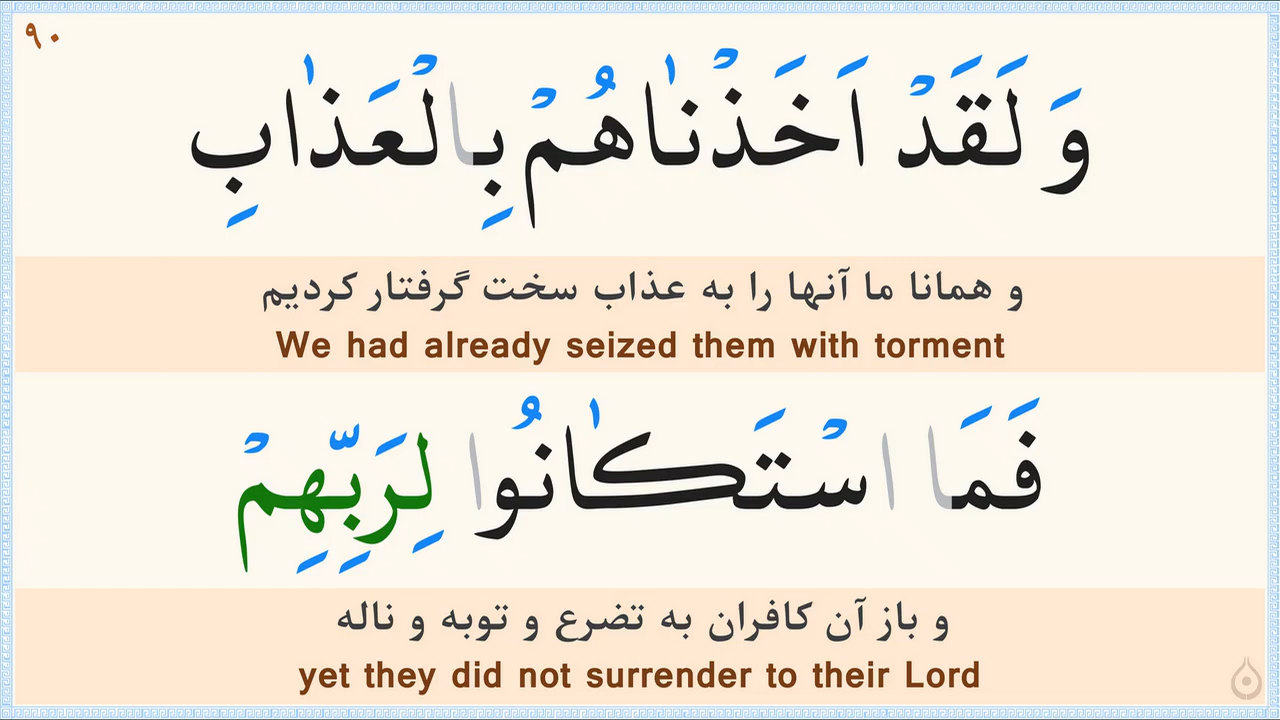 ۹۰
وَ لَقَدْ اَخَذْنٰاهُمْ بِالْعَذٰابِ
و همانا ما آنها را به عذاب سخت گرفتار کردیم
We had already seized them with torment
فَمَا اسْتَكٰانُوا لِرَبِّهِمْ
و باز آن کافران به تضرع و توبه و ناله
yet they did not surrender to their Lord